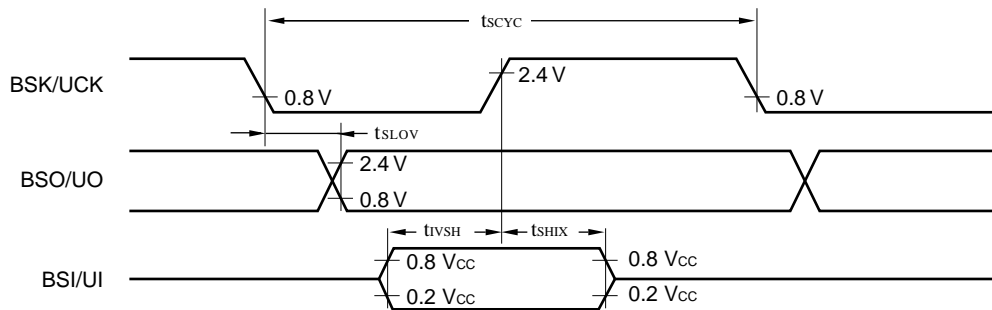 tSCYC
BSK/UCK
2.4 V
0.8 V
0.8 V
tSLOV
BSO/UO
2.4 V
0.8 V
tIVSH
tSHIX
BSI/UI
0.8 VCC
0.8 VCC
0.2 VCC
0.2 VCC